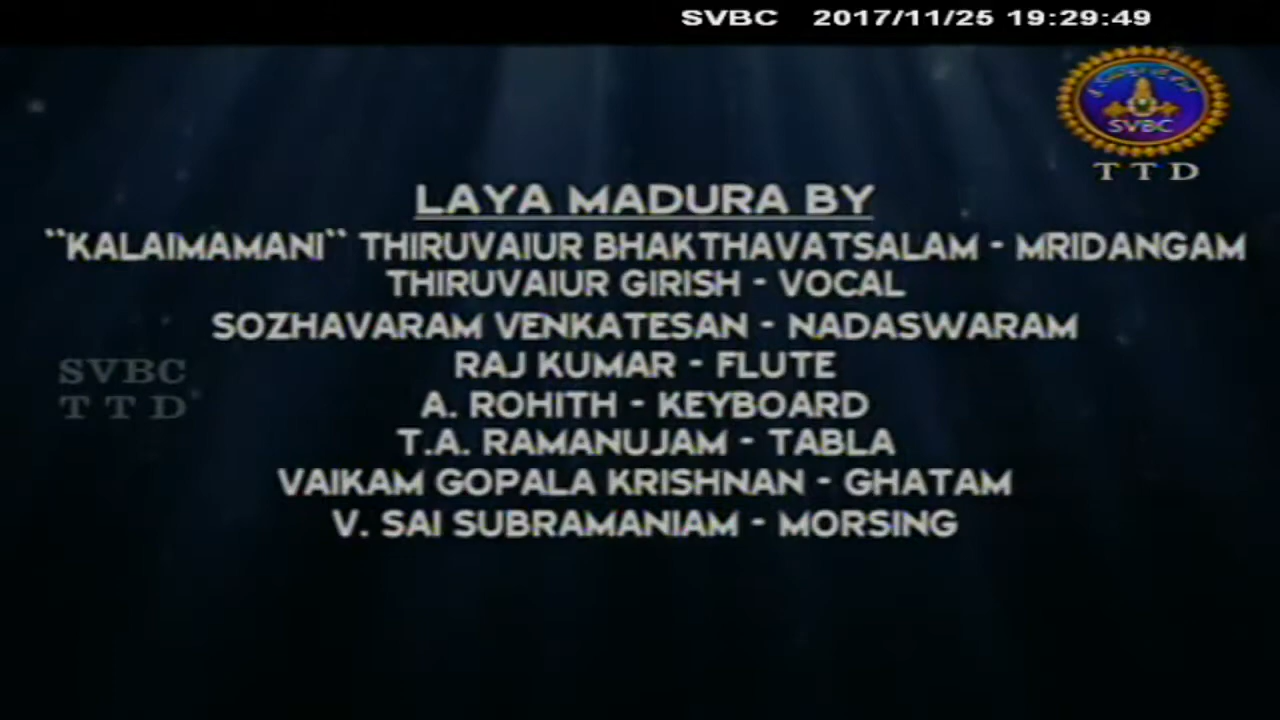 SVBC 2017/11/25 19:29:49
SVBC
TTD
LAYA MADURA BY
``KALAIMAMANI`` THIRUVAIUR BHAKTHAVATSALAM - MRIDANGAM
THIRUVAIUR GIRISH - VOCAL
SOZHAVARAM VENKATESAN - NADASWARAM
RAJ KUMAR - FLUTE
SVBC
TTD
A. ROHITH - KEYBOARD
T.A. RAMANUJAM - TABLA
VAIKAM GOPALA KRISHNAN - GHATAM
V. SAI SUBRAMANIAM - MORSING